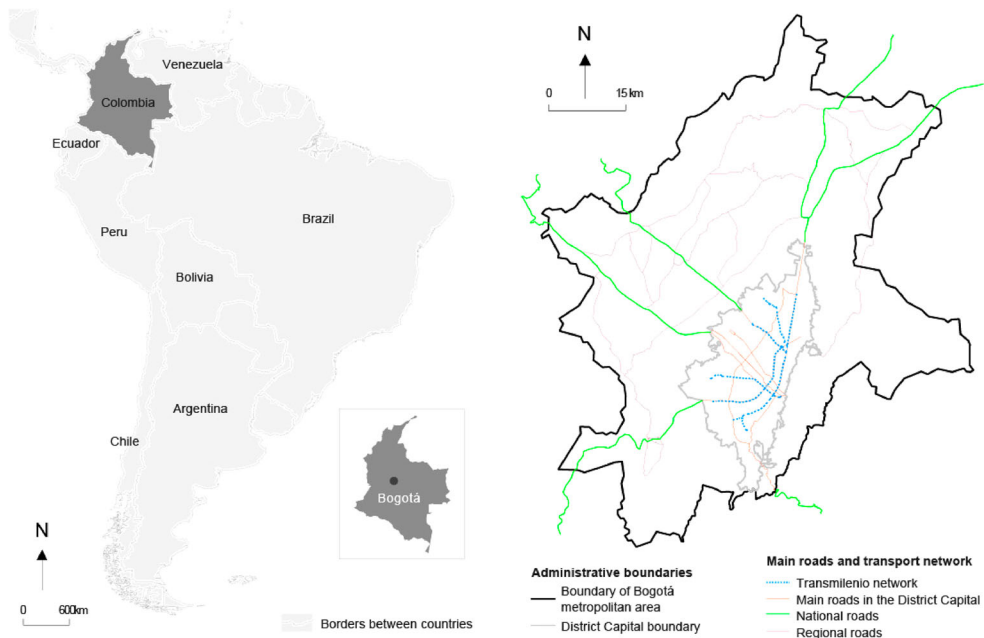 Venezuela
Colombia
Ecuador
Brazil
Peru
Bolivia
Argentina
Chile
Bogotá
N
0 600km
Borders between countries
N
0 15 km
Administrative boundaries
Boundary of Bogotá
metropolitan area
District Capital boundary
Main roads and transport network
Transmilenio network
Main roads in the District Capital
National roads
Regional roads